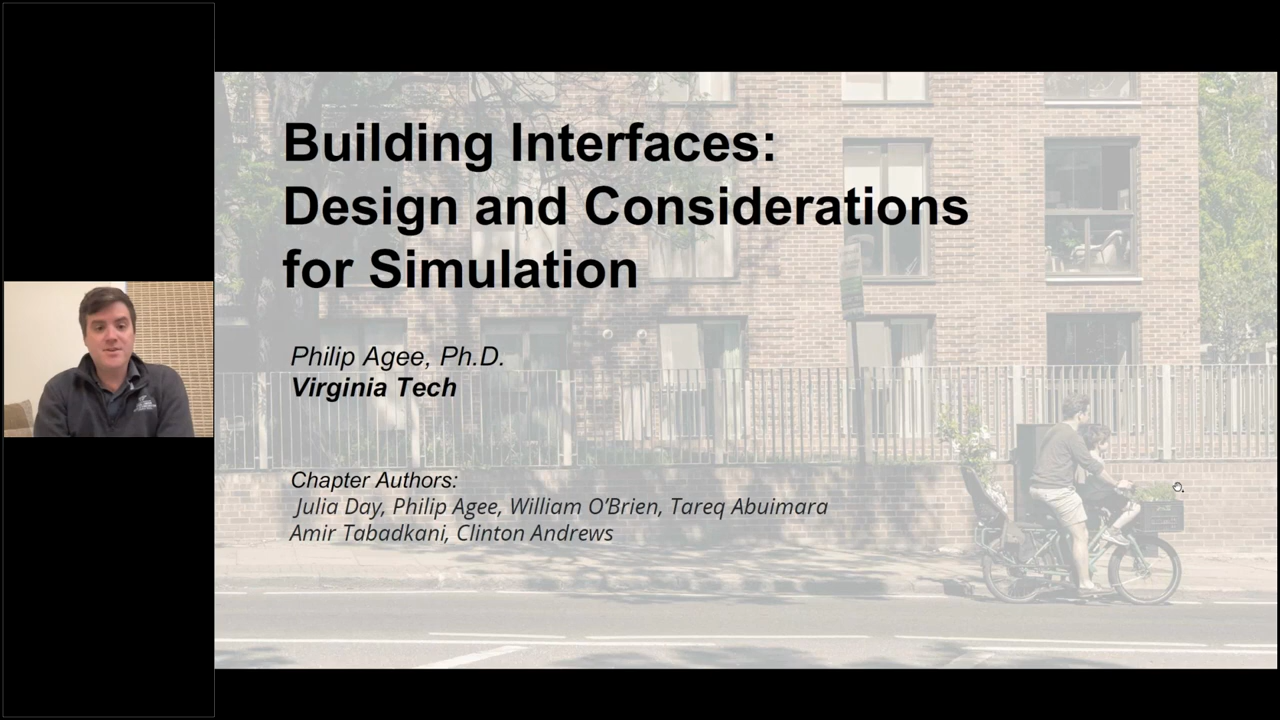 Building Interfaces:
Design and Considerations
for Simulation
Philip Agee, Ph.D.
Virginia Tech
Chapter Authors:
Julia Day, Philip Agee, William O’Brien, Tareq Abuimara
Amir Tabadkani, Clinton Andrews